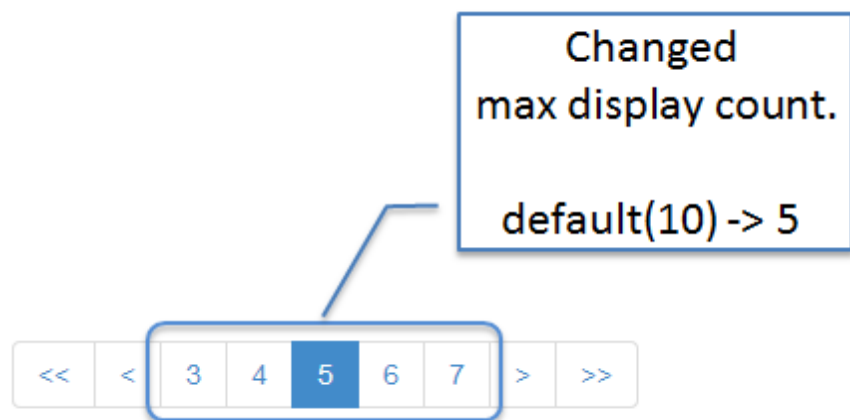 Changed
max display count.
default(10) -> 5
<< < 3 4 5 6 7 > >>